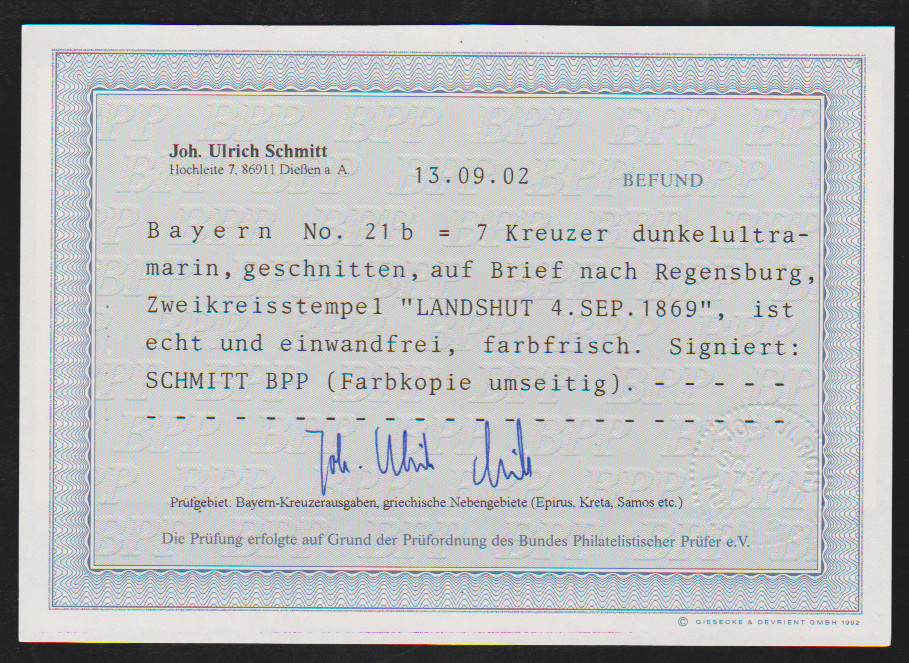 Joh. Ulrich Schmitt
Hochleite 7, 86911 Dießen a. A.
13.09.02
BEFUND
Bayern No. 21b = 7 Kreuzer dunkelultra-
marin, geschnitten, auf Brief nach Regensburg,
Zweikreisstempel "LANDSHUT 4.SEP.1869", ist
echt und einwandfrei, farbfrisch. Signiert:
SCHMITT BPP (Farbkopie umseitig). - - - - -
- - - - - - - - - - - - - - - - - - - - - -
Joh. Ulrich Schmitt
Prüfgebiet: Bayern-Kreuzerausgaben, griechische Nebengebiete (Epirus, Kreta, Samos etc.)
Die Prüfung erfolgte auf Grund der Prüfordnung des Bundes Philatelistischer Prüfer e.V.
© GIESECKE & DEVRIENT GMBH 1992